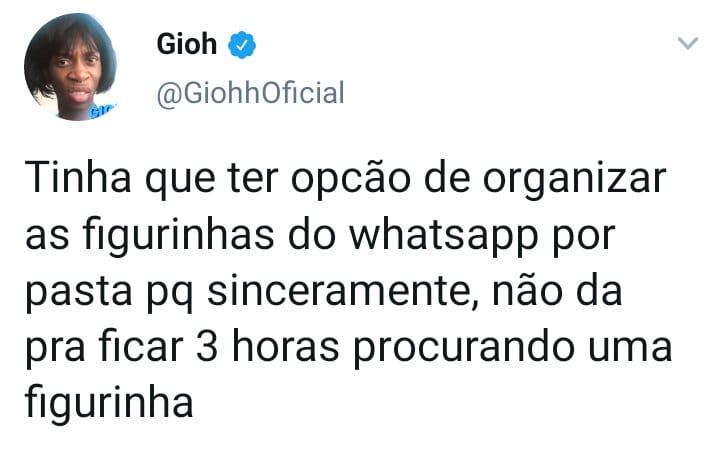 Gioh
@GiohhOficial
Tinha que ter opcão de organizar
as figurinhas do whatsapp por
pasta pq sinceramente, não da
pra ficar 3 horas procurando uma
figurinha